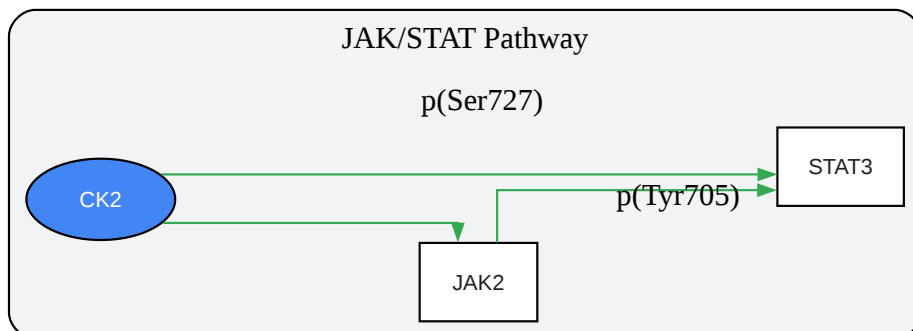 JAK/STAT Pathway
p(Ser727)
STAT3
CK2
p(Tyr705)
JAK2